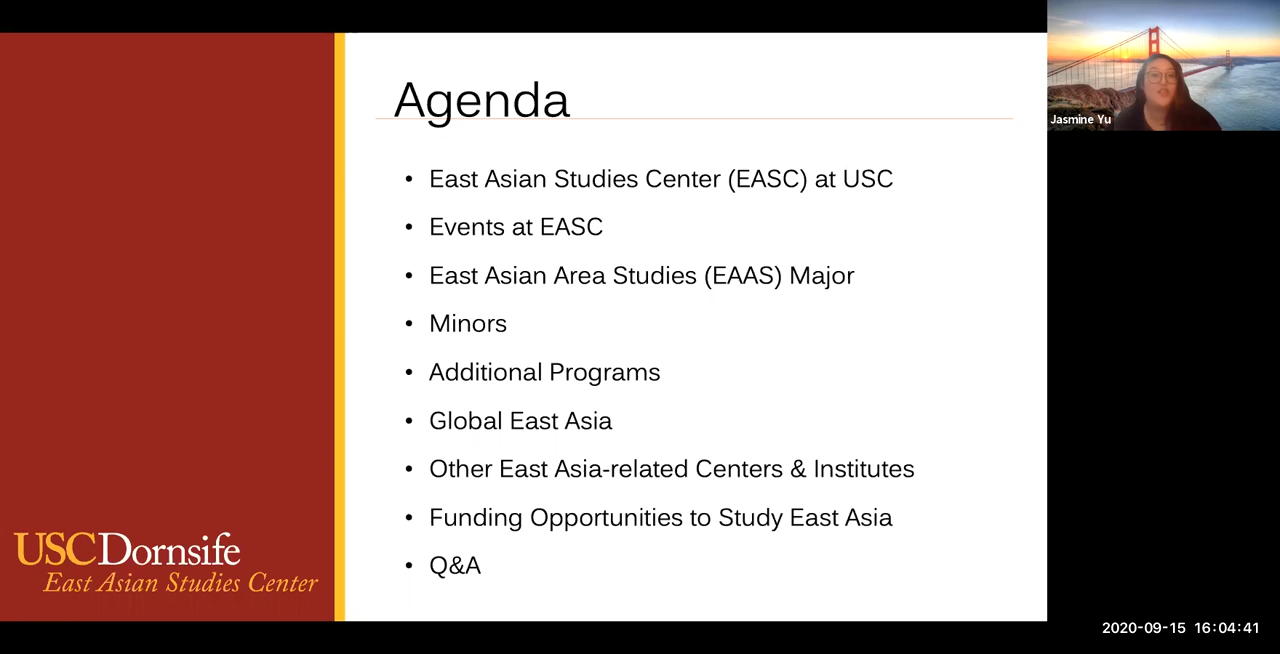 Agenda
• East Asian Studies Center (EASC) at USC
• Events at EASC
• East Asian Area Studies (EAAS) Major
• Minors
• Additional Programs
• Global East Asia
• Other East Asia-related Centers & Institutes
• Funding Opportunities to Study East Asia
• Q&A
USCDornsife
East Asian Studies Center
Jasmine Yu
2020-09-15 16:04:41